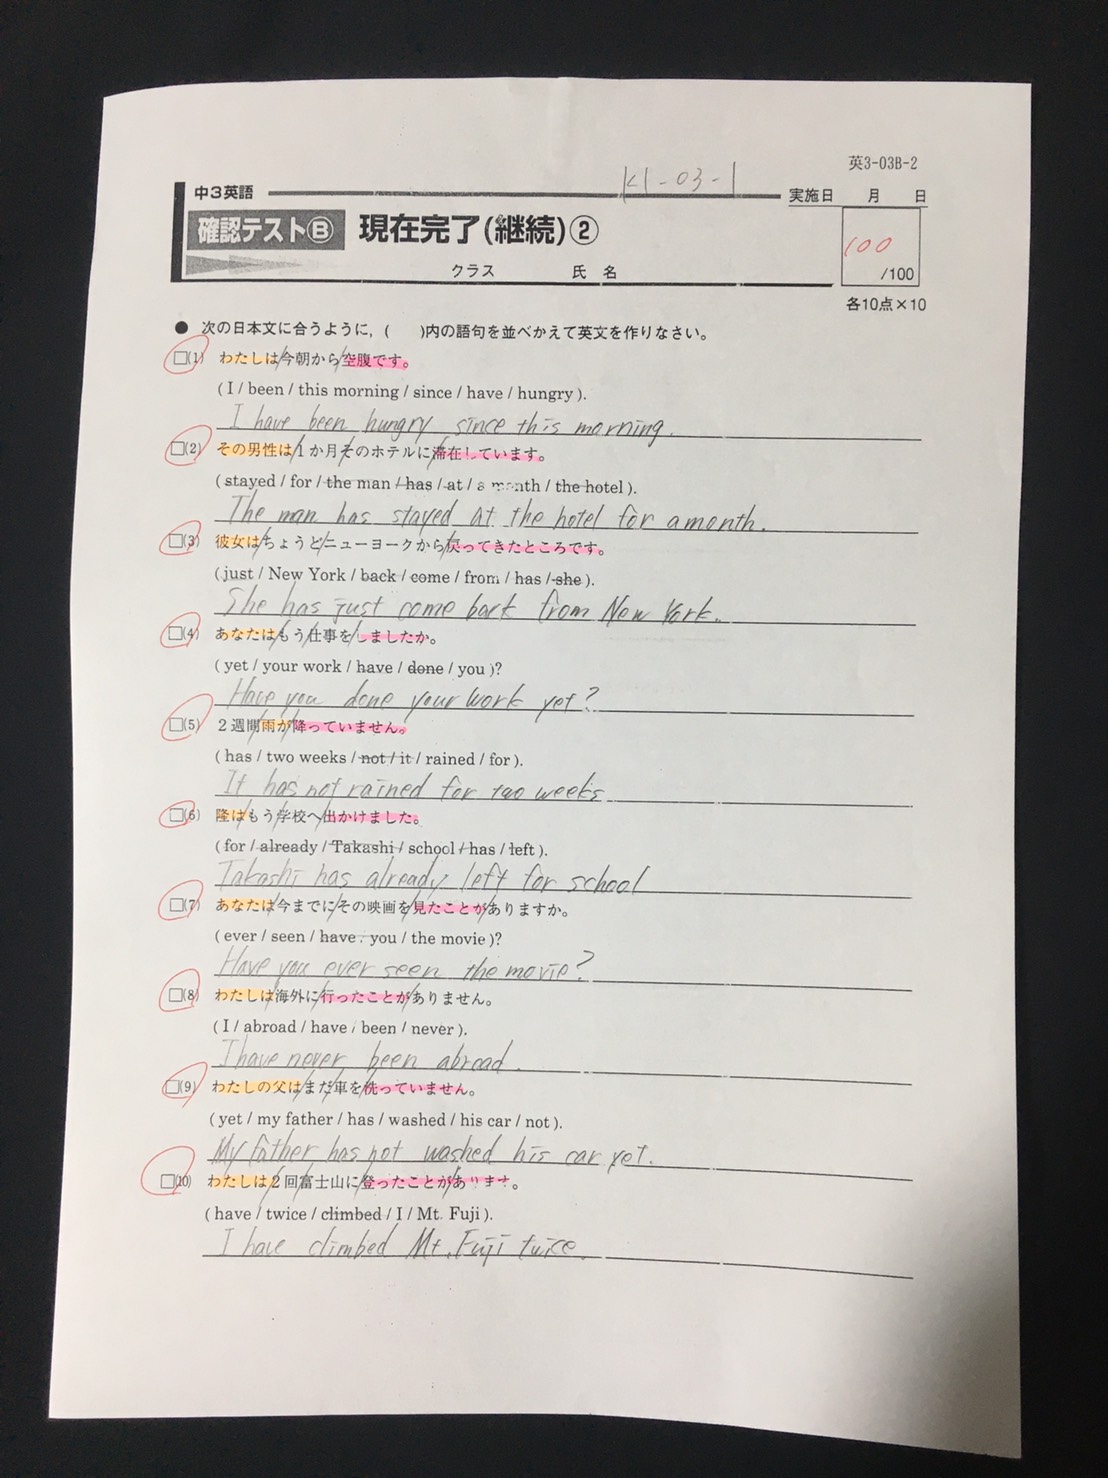 英3-03B-2
K1-03-1
中3英語
実施日 月 日
確認テストⒷ 現在完了(継続)②
100
/100
クラス 氏 名
各10点×10
● 次の日本文に合うように, ( )内の語句を並べかえて英文を作りなさい。
□(1) わたしは/今朝から/空腹です。
( I / been / this morning / since / have / hungry ).
I have been hungry since this morning.
□(2) その男性は/1か月/そのホテルに/滞在しています。
( stayed / for / the man / has / at / a month / the hotel ).
The man has stayed at the hotel for a month.
□(3) 彼女は/ちょうど/ニューヨークから/戻ってきたところです。
( just / New York / back / come / from / has / she ).
She has just come back from New York.
□(4) あなたは/もう/仕事を/しましたか。
( yet / your work / have / done / you )?
Have you done your work yet?
□(5) 2週間/雨が/降っていません。
( has / two weeks / not / it / rained / for ).
It has not rained for two weeks
□(6) 隆は/もう/学校へ/出かけました。
( for / already / Takashi / school / has / left ).
Takashi has already left for school
□(7) あなたは/今までに/その映画を/見たことが/ありますか。
( ever / seen / have / you / the movie )?
Have you ever seen the movie?
□(8) わたしは/海外に/行ったことが/ありません。
( I / abroad / have / been / never ).
I have never been abroad.
□(9) わたしの父は/まだ/車を/洗っていません。
( yet / my father / has / washed / his car / not ).
My father has not washed his car yet.
□(10) わたしは/2回/富士山に/登ったことが/あります。
( have / twice / climbed / I / Mt. Fuji ).
I have climbed Mt. Fuji twice.